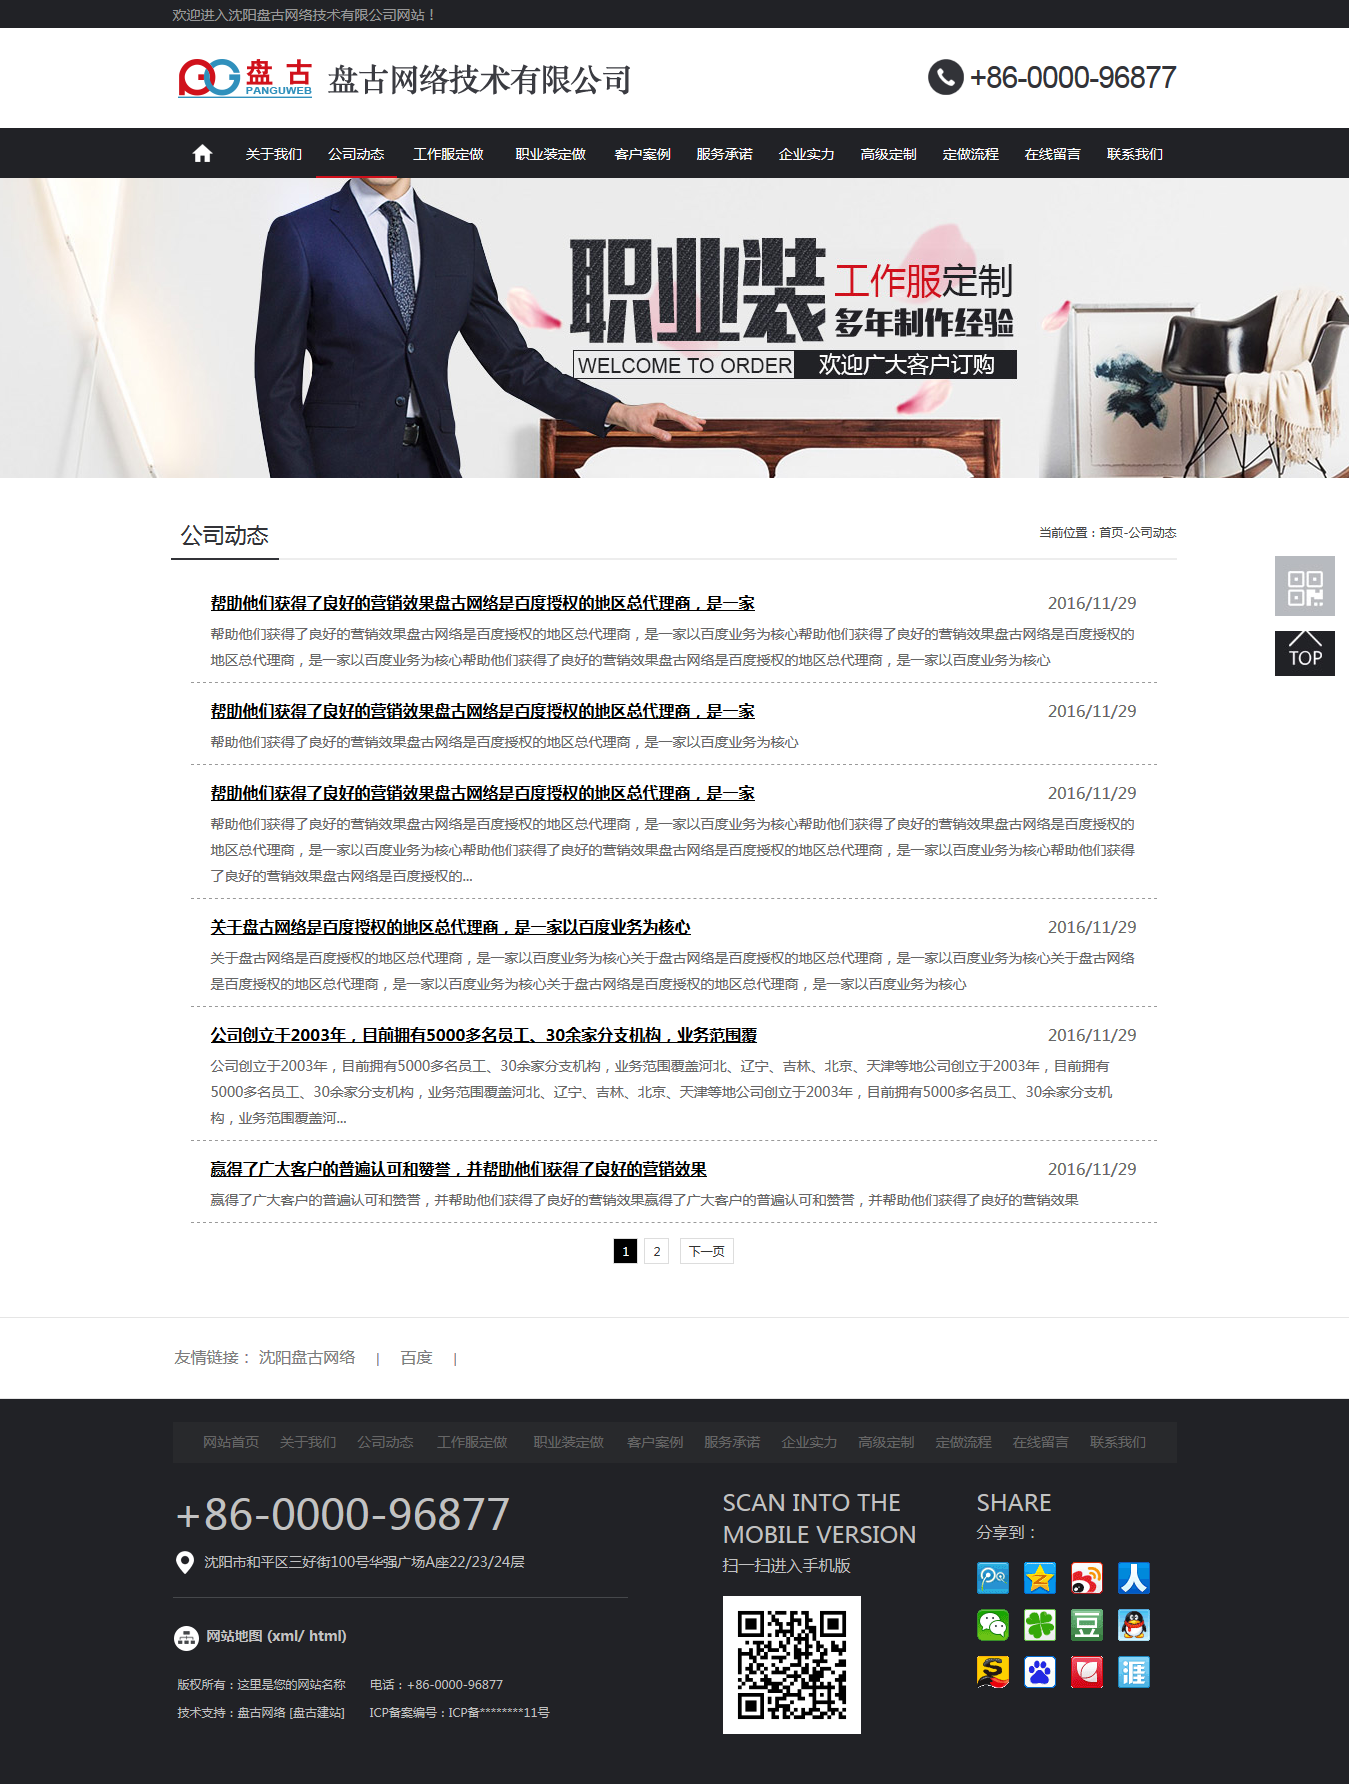 欢迎进入沈阳盘古网络技术有限公司网站！
盘古
PANGUWEB
盘古网络技术有限公司
+86-0000-96877
关于我们 公司动态 工作服定做 职业装定做 客户案例 服务承诺 企业实力 高级定制 定做流程 在线留言 联系我们
职业装
工作服定制
多年制作经验
WELCOME TO ORDER 欢迎广大客户订购
公司动态
当前位置：首页-公司动态
TOP
帮助他们获得了良好的营销效果盘古网络是百度授权的地区总代理商，是一家 2016/11/29
帮助他们获得了良好的营销效果盘古网络是百度授权的地区总代理商，是一家以百度业务为核心帮助他们获得了良好的营销效果盘古网络是百度授权的
地区总代理商，是一家以百度业务为核心帮助他们获得了良好的营销效果盘古网络是百度授权的地区总代理商，是一家以百度业务为核心
帮助他们获得了良好的营销效果盘古网络是百度授权的地区总代理商，是一家 2016/11/29
帮助他们获得了良好的营销效果盘古网络是百度授权的地区总代理商，是一家以百度业务为核心
帮助他们获得了良好的营销效果盘古网络是百度授权的地区总代理商，是一家 2016/11/29
帮助他们获得了良好的营销效果盘古网络是百度授权的地区总代理商，是一家以百度业务为核心帮助他们获得了良好的营销效果盘古网络是百度授权的
地区总代理商，是一家以百度业务为核心帮助他们获得了良好的营销效果盘古网络是百度授权的地区总代理商，是一家以百度业务为核心帮助他们获得
了良好的营销效果盘古网络是百度授权的...
关于盘古网络是百度授权的地区总代理商，是一家以百度业务为核心 2016/11/29
关于盘古网络是百度授权的地区总代理商，是一家以百度业务为核心关于盘古网络是百度授权的地区总代理商，是一家以百度业务为核心关于盘古网络
是百度授权的地区总代理商，是一家以百度业务为核心关于盘古网络是百度授权的地区总代理商，是一家以百度业务为核心
公司创立于2003年，目前拥有5000多名员工、30余家分支机构，业务范围覆 2016/11/29
公司创立于2003年，目前拥有5000多名员工、30余家分支机构，业务范围覆盖河北、辽宁、吉林、北京、天津等地公司创立于2003年，目前拥有
5000多名员工、30余家分支机构，业务范围覆盖河北、辽宁、吉林、北京、天津等地公司创立于2003年，目前拥有5000多名员工、30余家分支机
构，业务范围覆盖河...
赢得了广大客户的普遍认可和赞誉，并帮助他们获得了良好的营销效果 2016/11/29
赢得了广大客户的普遍认可和赞誉，并帮助他们获得了良好的营销效果赢得了广大客户的普遍认可和赞誉，并帮助他们获得了良好的营销效果
1 2 下一页
友情链接： 沈阳盘古网络 | 百度 |
网站首页 关于我们 公司动态 工作服定做 职业装定做 客户案例 服务承诺 企业实力 高级定制 定做流程 在线留言 联系我们
+86-0000-96877
沈阳市和平区三好街100号华强广场A座22/23/24层
网站地图 (xml/ html)
版权所有：这里是您的网站名称 电话：+86-0000-96877
技术支持：盘古网络 [盘古建站] ICP备案编号：ICP备********11号
SCAN INTO THE
MOBILE VERSION
扫一扫进入手机版
SHARE
分享到：
人
豆
涯